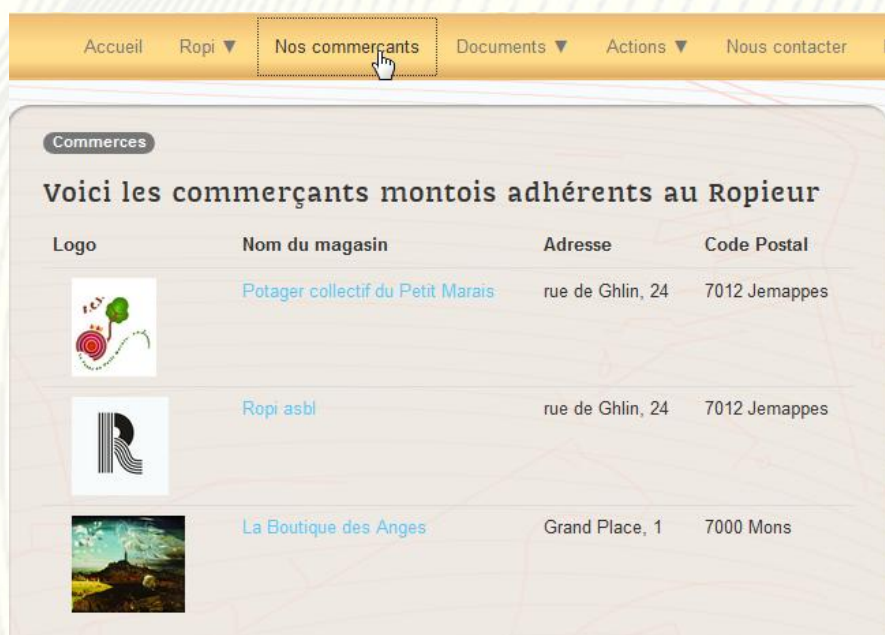 Accueil Ropi ▼ Nos commerçants Documents ▼ Actions ▼ Nous contacter
Commerces
Voici les commerçants montois adhérents au Ropieur
Logo Nom du magasin Adresse Code Postal
Potager collectif du Petit Marais rue de Ghlin, 24 7012 Jemappes
Ropi asbl rue de Ghlin, 24 7012 Jemappes
R
La Boutique des Anges Grand Place, 1 7000 Mons